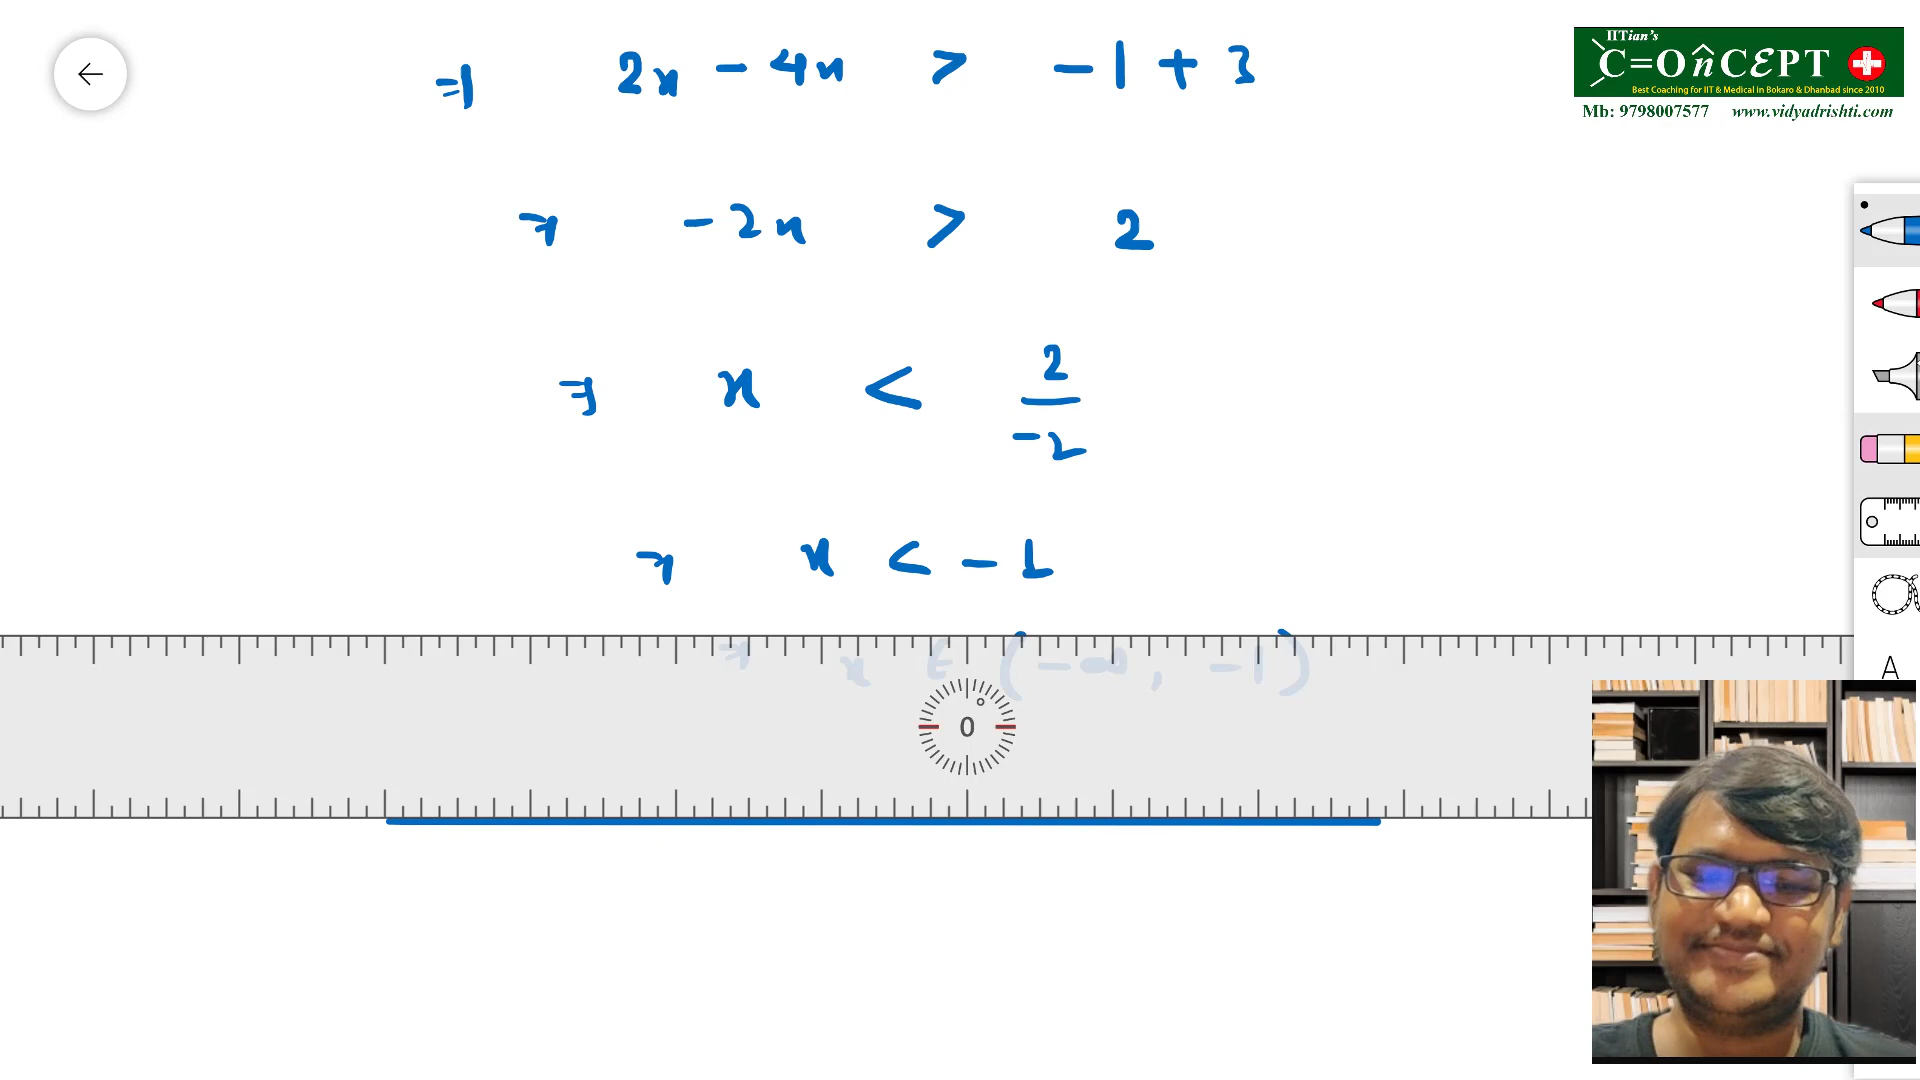 IITian's
C=OnCEPT
Best Coaching for IIT & Medical in Bokaro & Dhanbad since 2010
Mb: 9798007577 www.vidyadrishti.com
⇒ 2x - 4x > -1 + 3
⇒ -2x > 2
⇒ x < 2/-2
⇒ x < -1
⇒ x ∈ (-∞, -1)
0°
A